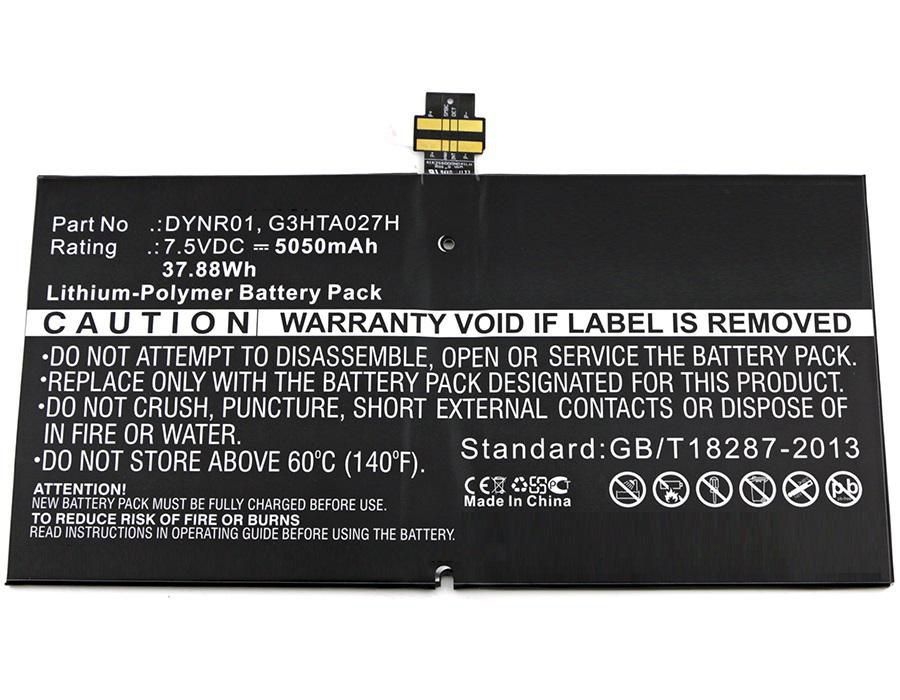 P+ SMBC DCT P-
Part No .: DYNR01, G3HTA027H
Rating .: 7.5VDC ⎓ 5050mAh
37.88Wh
Lithium-Polymer Battery Pack
CAUTION WARRANTY VOID IF LABEL IS REMOVED
•DO NOT ATTEMPT TO DISASSEMBLE, OPEN OR SERVICE THE BATTERY PACK.
•REPLACE ONLY WITH THE BATTERY PACK DESIGNATED FOR THIS PRODUCT.
•DO NOT CRUSH, PUNCTURE, SHORT EXTERNAL CONTACTS OR DISPOSE OF
IN FIRE OR WATER.
•DO NOT STORE ABOVE 60°C (140°F).
Standard:GB/T18287-2013
ATTENTION!
NEW BATTERY PACK MUST BE FULLY CHARGED BEFORE USE.
TO REDUCE RISK OF FIRE OR BURNS
READ INSTRUCTIONS IN OPERATING GUIDE BEFORE USING THE BATTERY.
CE
Made In China
Pb